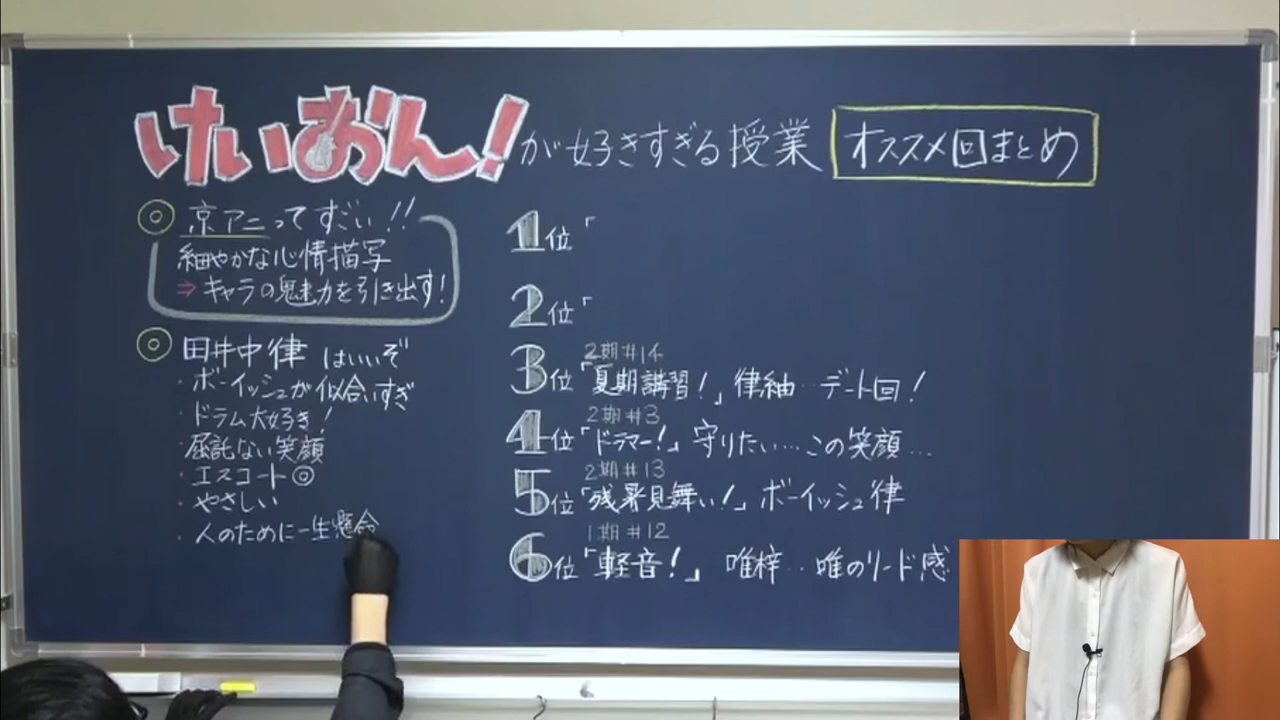 けいおん!が好きすぎる授業 オススメ回まとめ
◎ 京アニってすごい!!
細やかな心情描写
⇒キャラの魅力を引き出す!
◎ 田井中律 はいいぞ
・ボーイッシュが似合いすぎ
・ドラム大好き!
・屈託ない笑顔
・エスコート◎
・やさしい
・人のために一生懸命
1位「
2位「
2期#14
3位「夏期講習!」律紬…デート回!
2期#3
4位「ドラマー!」守りたい…この笑顔…
2期#13
5位「残暑見舞い!」ボーイッシュ律
1期#12
6位「軽音!」唯梓…唯のリード感